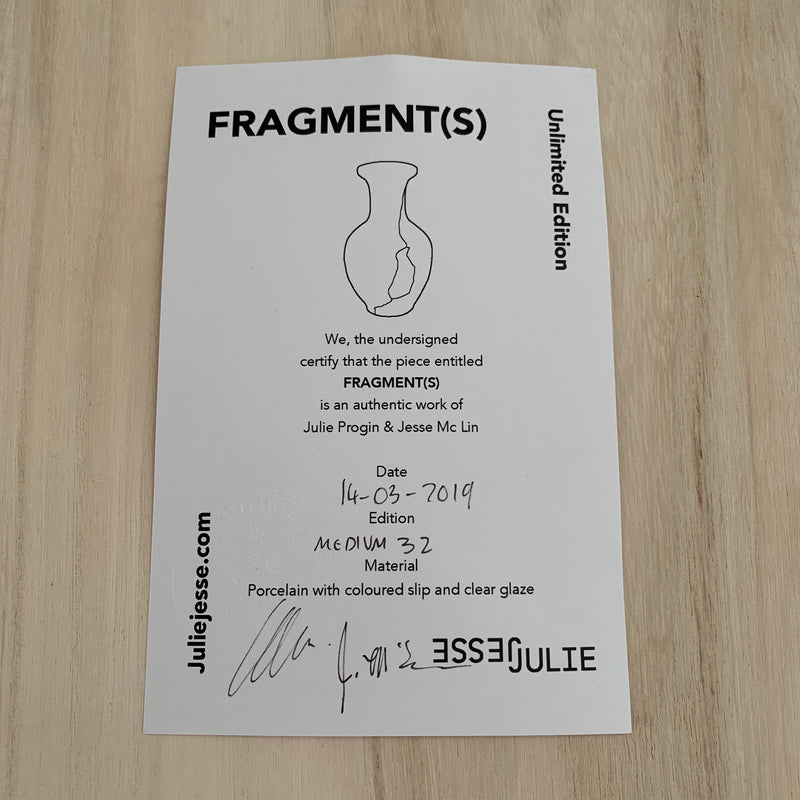 FRAGMENT(S)
Unlimited Edition
We, the undersigned
certify that the piece entitled
FRAGMENT(S)
is an authentic work of
Julie Progin & Jesse Mc Lin
Date
14-03-2019
Edition
MEDIUM 32
Material
Porcelain with coloured slip and clear glaze
Juliejesse.com
JESSE JULIE